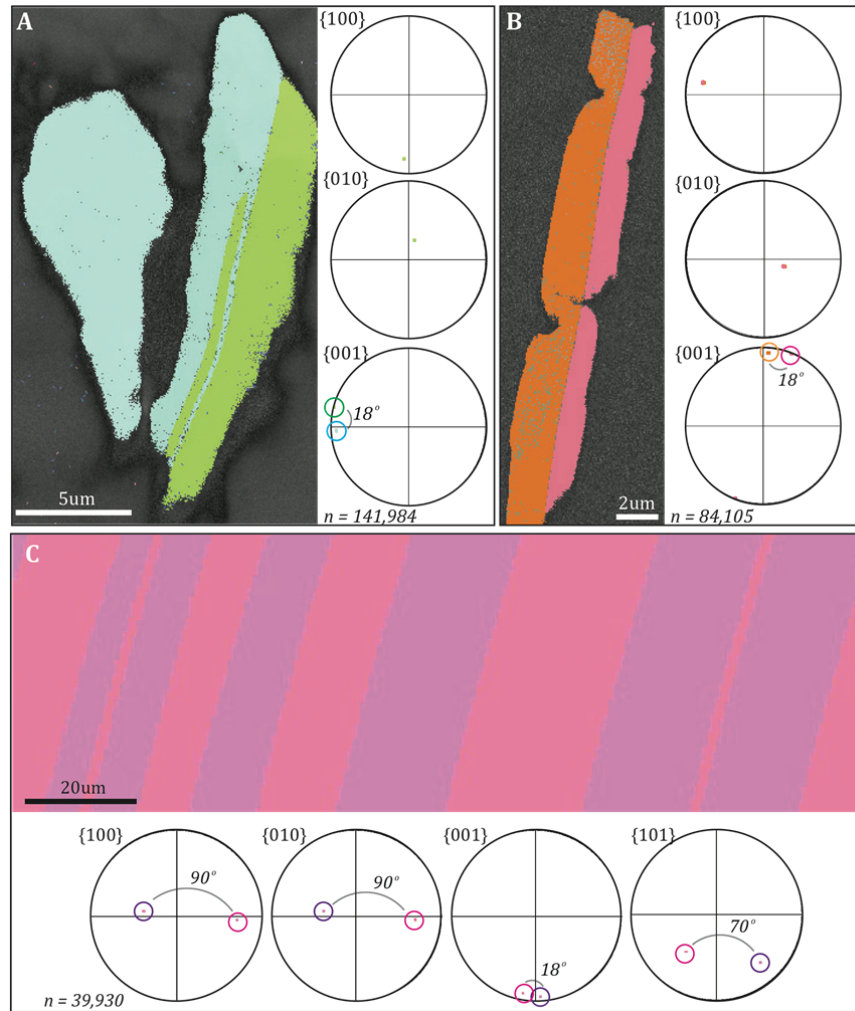 A
{100}
{010}
{001}
18°
5um
n = 141,984
B
{100}
{010}
{001}
18°
2um
n = 84,105
C
20um
{100}
{010}
{001}
{101}
90°
90°
18°
70°
n = 39,930